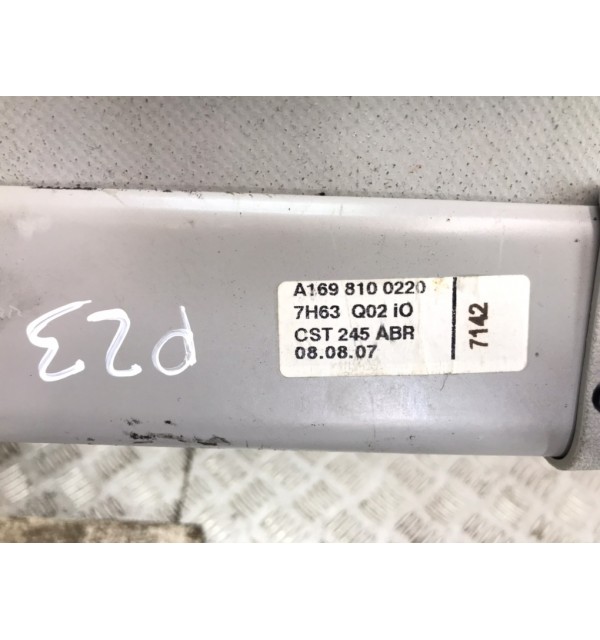 A169 810 0220
7H63 Q02 iO
CST 245 ABR
08.08.07
7142
P23